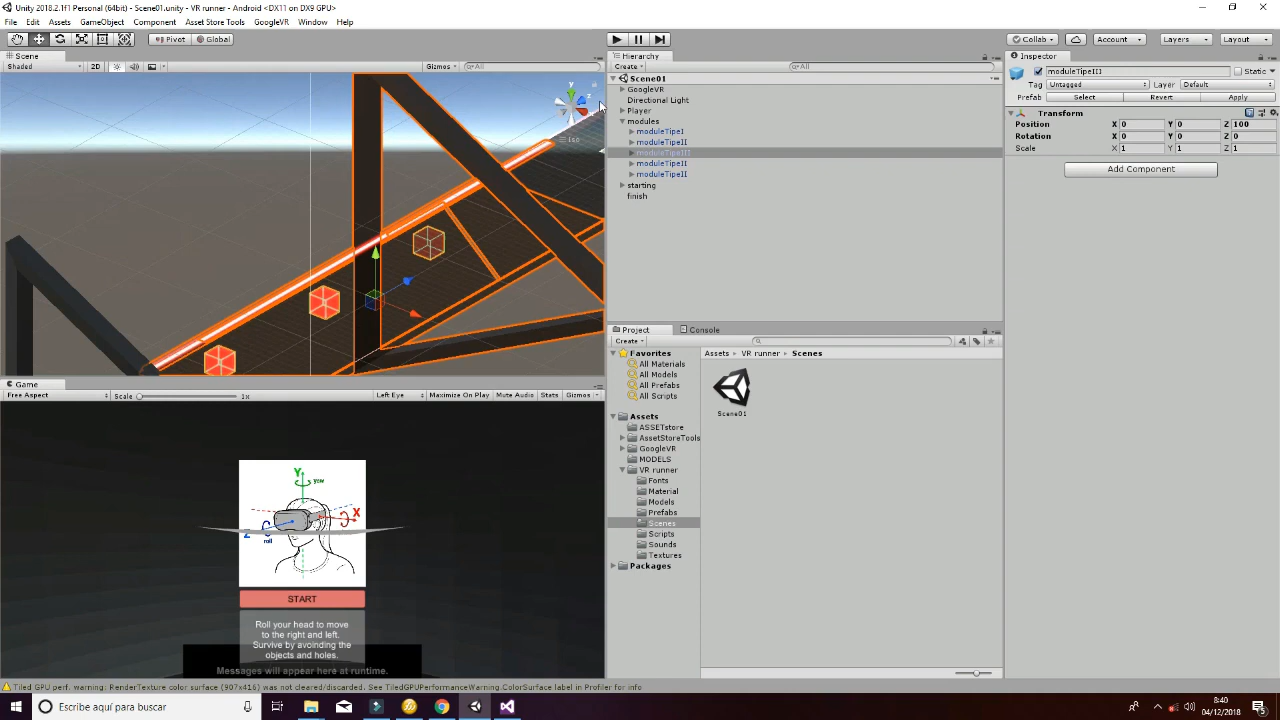 Unity 2018.2.1f1 Personal (64bit) - Scene01.unity - VR runner - Android <DX11 on DX9 GPU>
File Edit Assets GameObject Component Asset Store Tools GoogleVR Window Help
Pivot Global Collab Account Layers Layout
Scene
Shaded 2D Gizmos All
y z
Iso
Hierarchy
Create All
Scene01
GoogleVR
Directional Light
Player
modules
moduleTipeI
moduleTipeII
moduleTipeIII
moduleTipeII
moduleTipeII
starting
finish
Inspector
moduleTipeIII Static
Tag Untagged Layer Default
Prefab Select Revert Apply
Transform
Position X 0 Y 0 Z 100
Rotation X 0 Y 0 Z 0
Scale X 1 Y 1 Z 1
Add Component
Project Console
Create
Favorites
All Materials
All Models
All Prefabs
All Scripts
Assets
ASSETstore
AssetStoreTools
GoogleVR
MODELS
VR runner
Fonts
Material
Models
Prefabs
Scenes
Scripts
Sounds
Textures
Packages
Assets VR runner Scenes
Scene01
Game
Free Aspect Scale 1x Left Eye Maximize On Play Mute Audio Stats Gizmos
Y
yaw
X
Z
roll
START
Roll your head to move
to the right and left.
Survive by avoinding the
objects and holes.
Messages will appear here at runtime.
Tiled GPU perf. warning: RenderTexture color surface (907x416) was not cleared/discarded. See TiledGPUPerformanceWarning.ColorSurface label in Profiler for info
Escribe aquí para buscar
8:40
04/12/2018